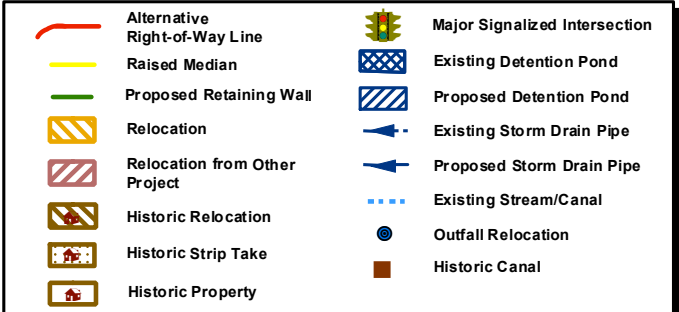 Alternative
Right-of-Way Line
Raised Median
Proposed Retaining Wall
Relocation
Relocation from Other
Project
Historic Relocation
Historic Strip Take
Historic Property
Major Signalized Intersection
Existing Detention Pond
Proposed Detention Pond
Existing Storm Drain Pipe
Proposed Storm Drain Pipe
Existing Stream/Canal
Outfall Relocation
Historic Canal